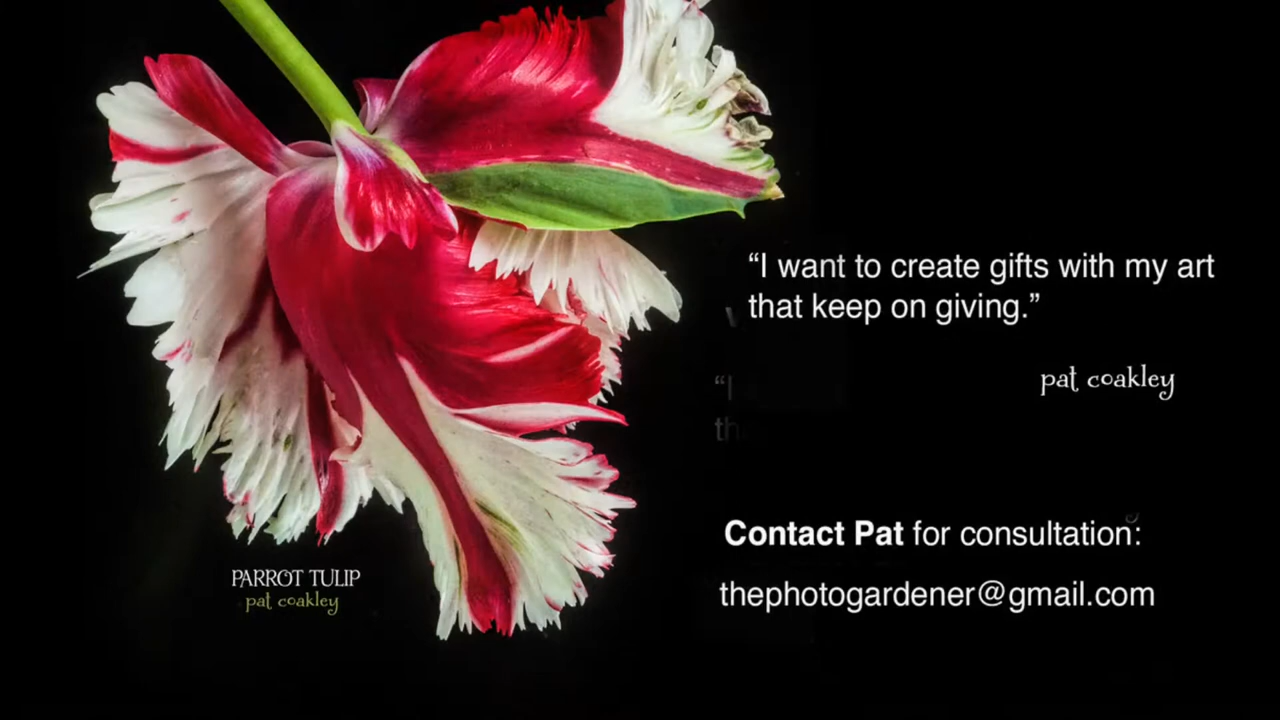 “I want to create gifts with my art
that keep on giving.”
pat coakley
“I
th
Contact Pat for consultation:
thephotogardener@gmail.com
PARROT TULIP
pat coakley